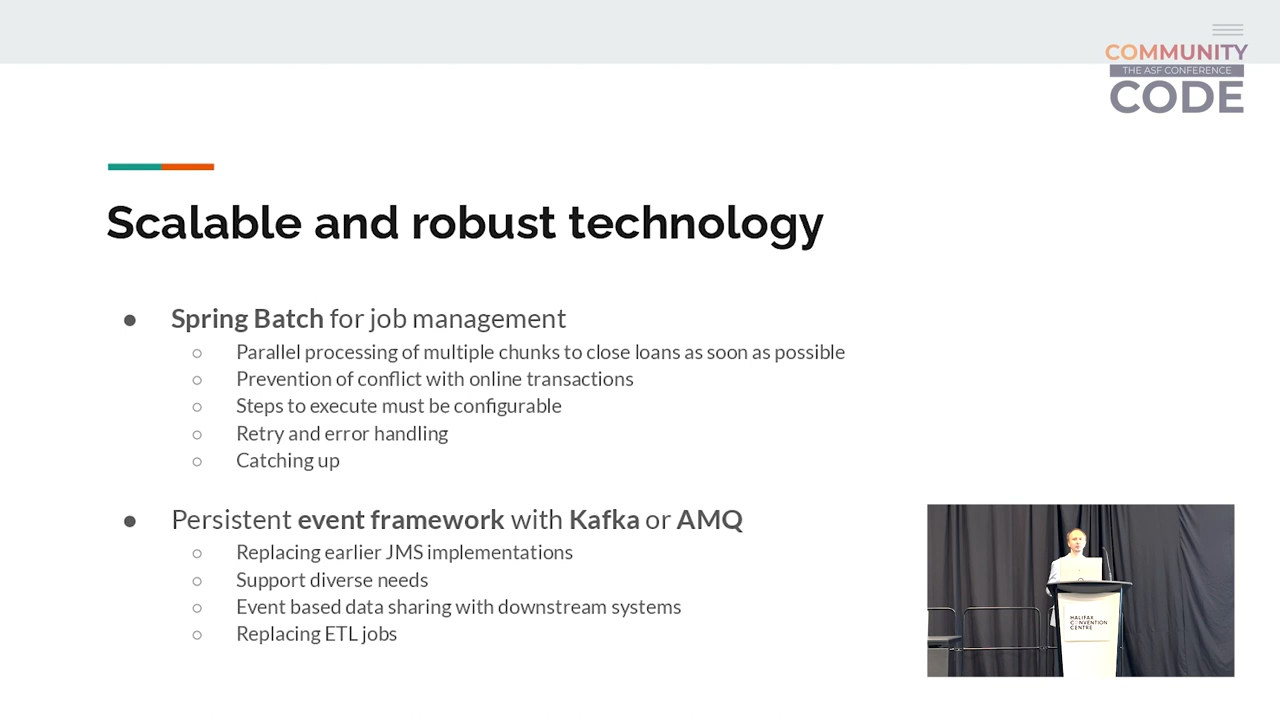 COMMUNITY
THE ASF CONFERENCE
CODE
Scalable and robust technology
● Spring Batch for job management
○ Parallel processing of multiple chunks to close loans as soon as possible
○ Prevention of conflict with online transactions
○ Steps to execute must be configurable
○ Retry and error handling
○ Catching up
● Persistent event framework with Kafka or AMQ
○ Replacing earlier JMS implementations
○ Support diverse needs
○ Event based data sharing with downstream systems
○ Replacing ETL jobs
HALIFAX
CONVENTION
CENTRE